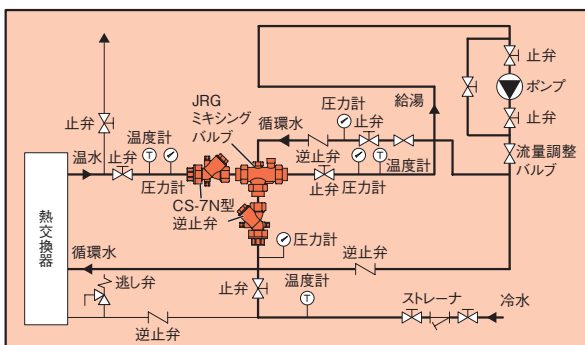 止弁
ポンプ
止弁
流量調整
バルブ
給湯
圧力計
止弁
循環水
逆止弁
JRG
ミキシング
バルブ
止弁
温度計
温水
止弁
圧力計
CS-7N型
逆止弁
止弁
圧力計
温度計
熱交換器
循環水
圧力計
逆止弁
逃し弁
止弁
温度計
ストレーナ
冷水
逆止弁